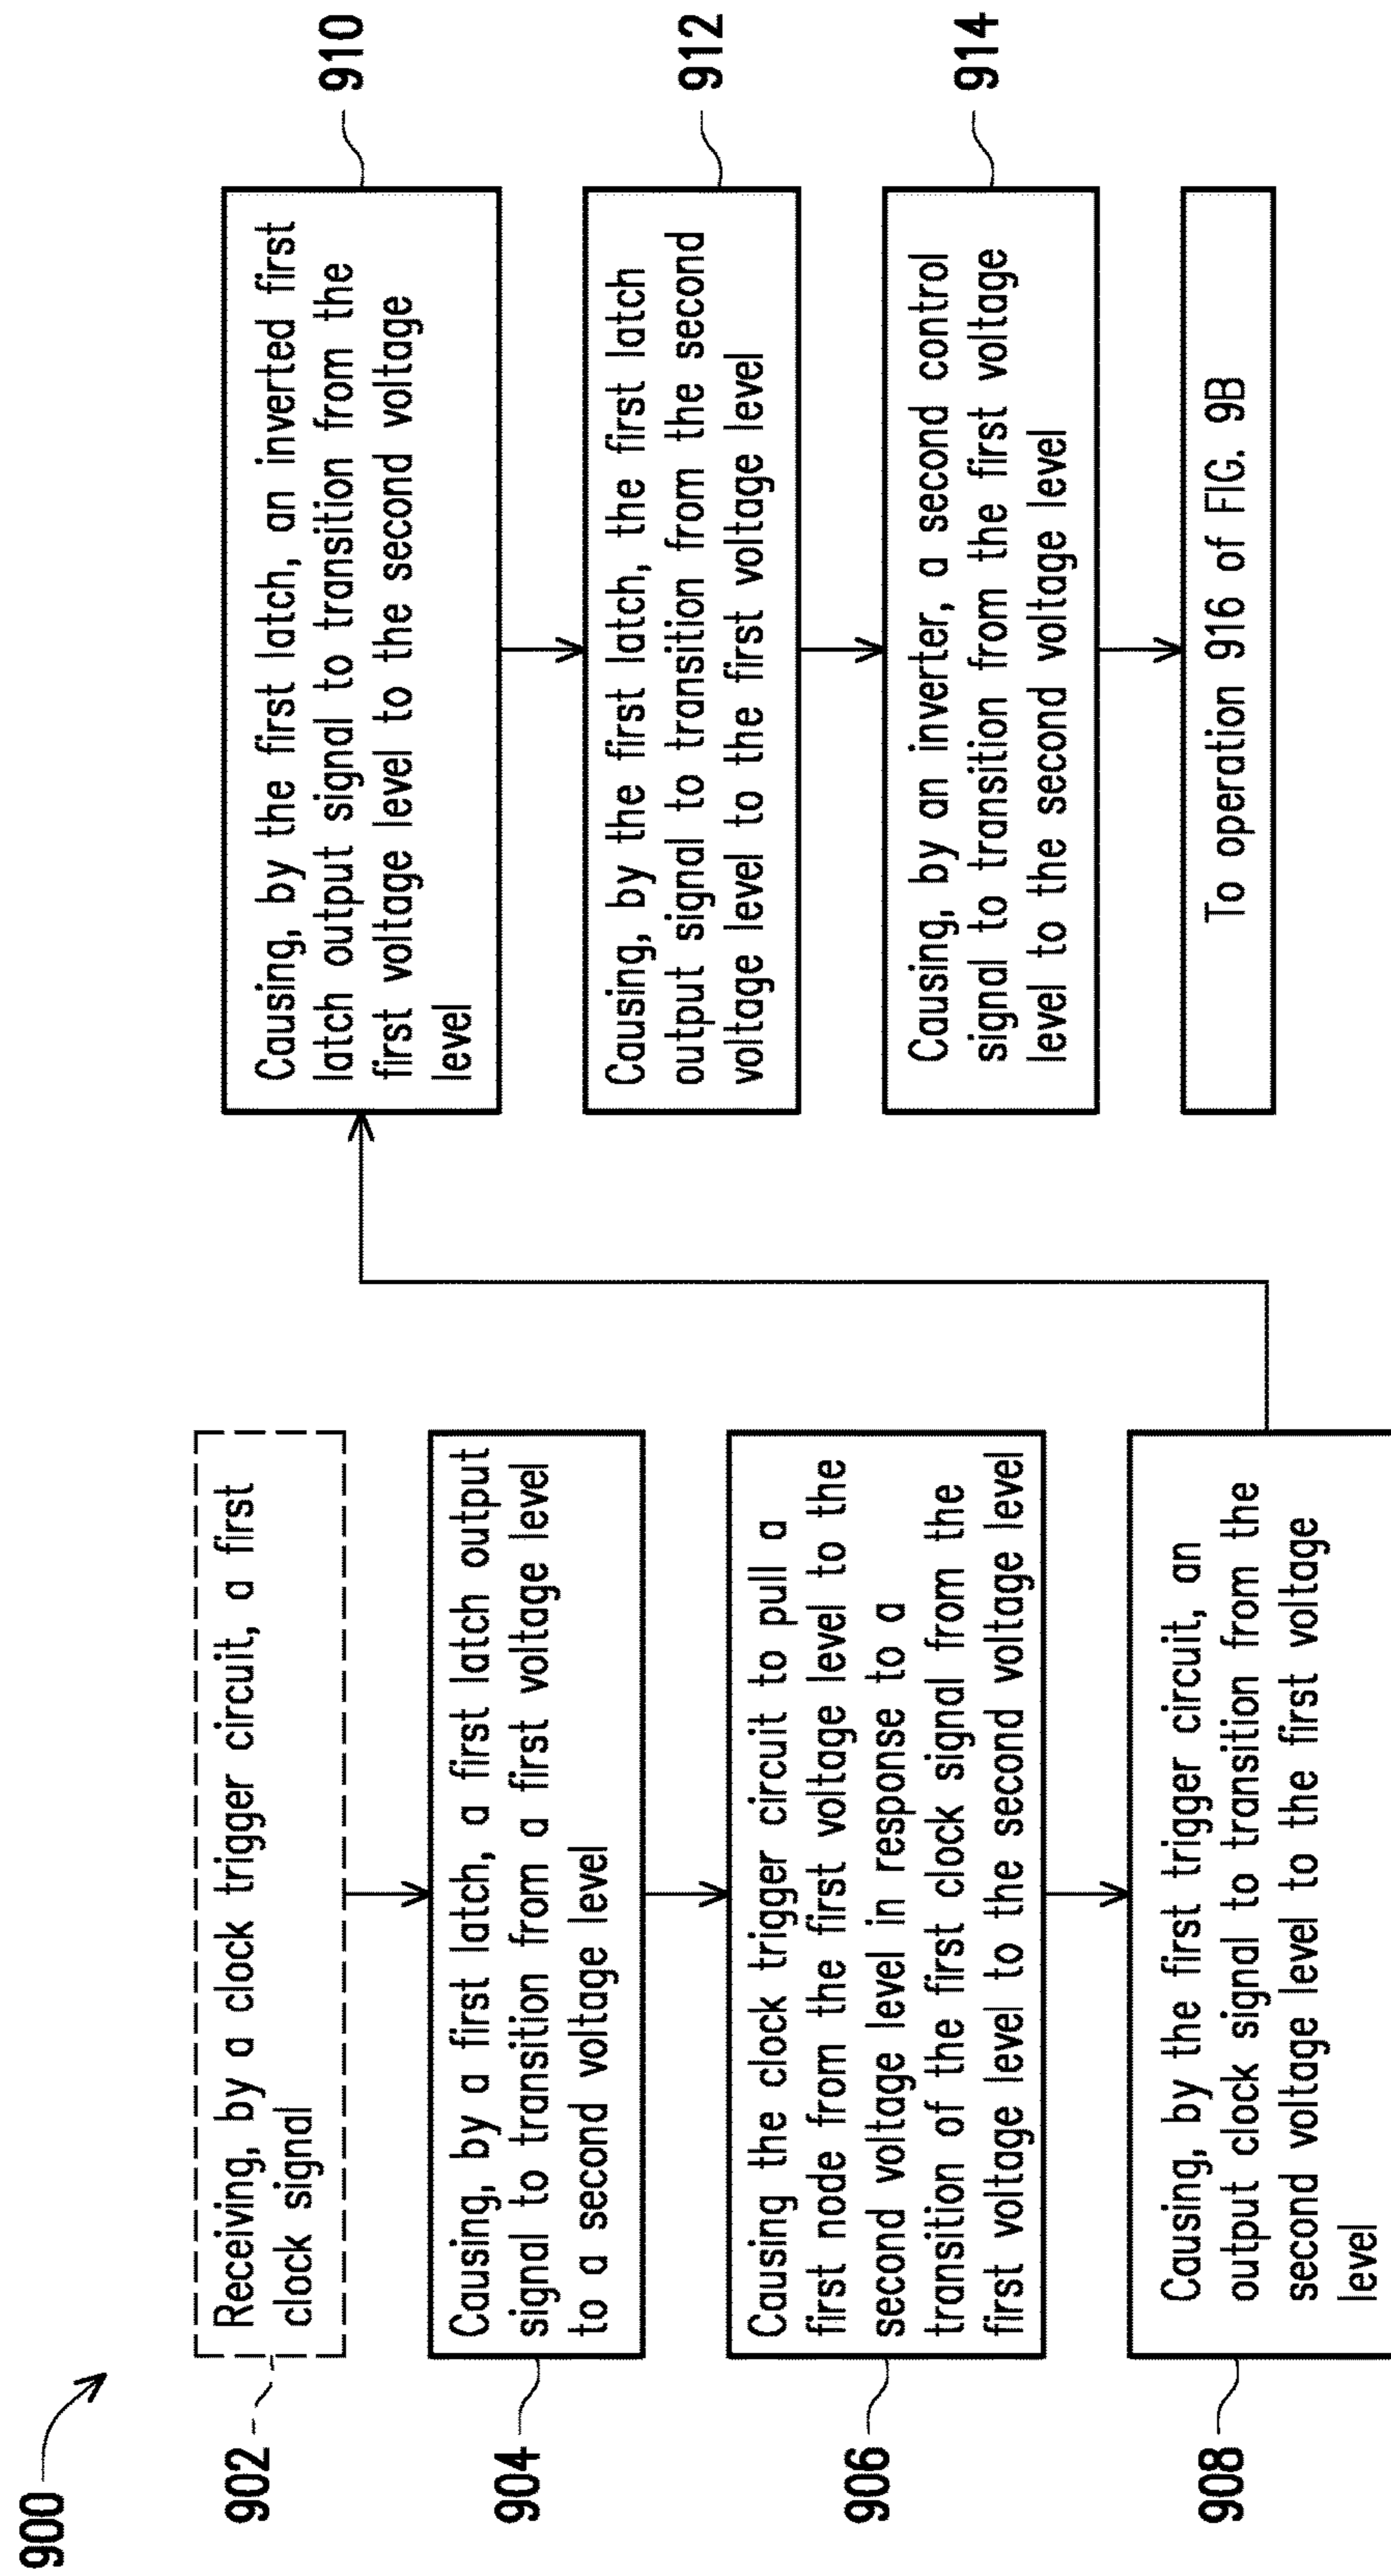 900
902
Receiving, by a clock trigger circuit, a first
clock signal
904
Causing, by a first latch, a first latch output
signal to transition from a first voltage level
to a second voltage level
906
Causing the clock trigger circuit to pull a
first node from the first voltage level to the
second voltage level in response to a
transition of the first clock signal from the
first voltage level to the second voltage level
908
Causing, by the first trigger circuit, an
output clock signal to transition from the
second voltage level to the first voltage
level
910
Causing, by the first latch, an inverted first
latch output signal to transition from the
first voltage level to the second voltage
level
912
Causing, by the first latch, the first latch
output signal to transition from the second
voltage level to the first voltage level
914
Causing, by an inverter, a second control
signal to transition from the first voltage
level to the second voltage level
To operation 916 of FIG. 9B